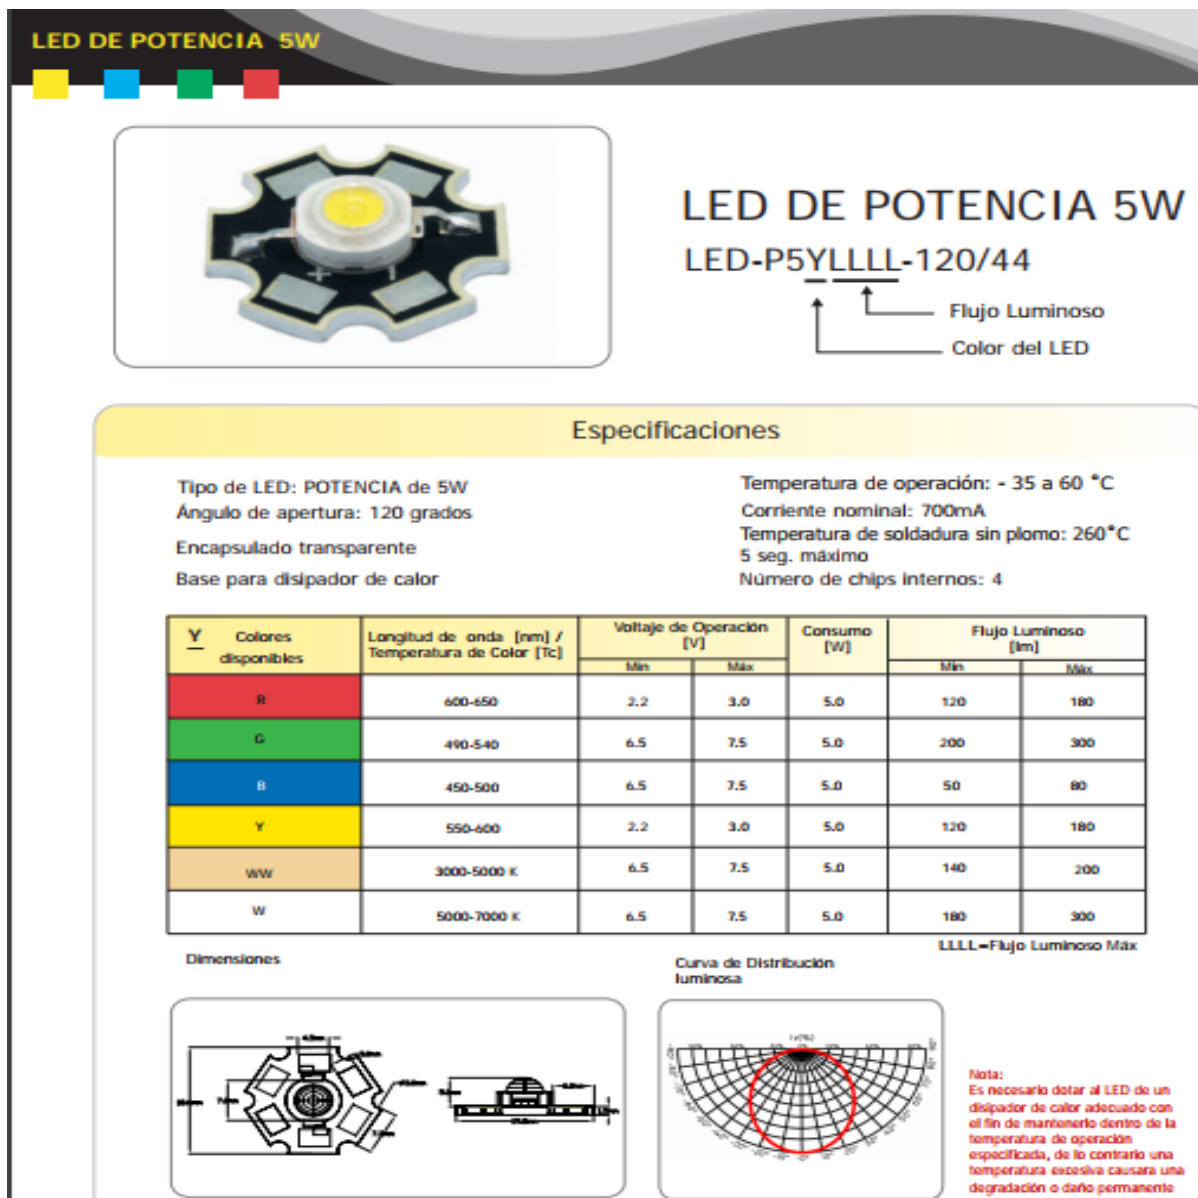 LED DE POTENCIA 5W
LED DE POTENCIA 5W
LED-P5YLLLL-120/44
Flujo Luminoso
Color del LED
Especificaciones
Tipo de LED: POTENCIA de 5W
Ángulo de apertura: 120 grados
Encapsulado transparente
Base para disipador de calor
Temperatura de operación: - 35 a 60 °C
Corriente nominal: 700mA
Temperatura de soldadura sin plomo: 260°C
5 seg. máximo
Número de chips internos: 4
Y Colores disponibles | Longitud de onda [nm] / Temperatura de Color [Tc] | Voltaje de Operación [V] | Consumo [W] | Flujo Luminoso [lm]
Min | Máx | Min | Máx
R | 600-650 | 2.2 | 3.0 | 5.0 | 120 | 180
G | 490-540 | 6.5 | 7.5 | 5.0 | 200 | 300
B | 450-500 | 6.5 | 7.5 | 5.0 | 50 | 80
Y | 550-600 | 2.2 | 3.0 | 5.0 | 120 | 180
WW | 3000-5000 K | 6.5 | 7.5 | 5.0 | 140 | 200
W | 5000-7000 K | 6.5 | 7.5 | 5.0 | 180 | 300
LLLL=Flujo Luminoso Máx
Dimensiones
Curva de Distribución
luminosa
Nota:
Es necesario dotar al LED de un
disipador de calor adecuado con
el fin de mantenerlo dentro de la
temperatura de operación
especificada, de lo contrario una
temperatura excesiva causara una
degradación o daño permanente